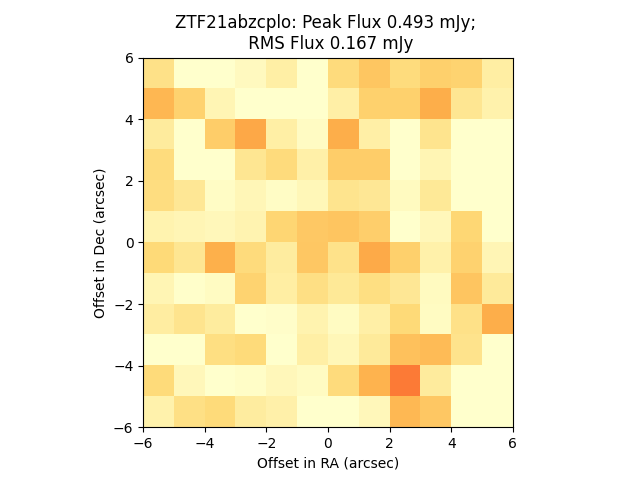 ZTF21abzcplo: Peak Flux 0.493 mJy;
RMS Flux 0.167 mJy
6
4
2
0
−2
−4
−6
Offset in Dec (arcsec)
−6 −4 −2 0 2 4 6
Offset in RA (arcsec)